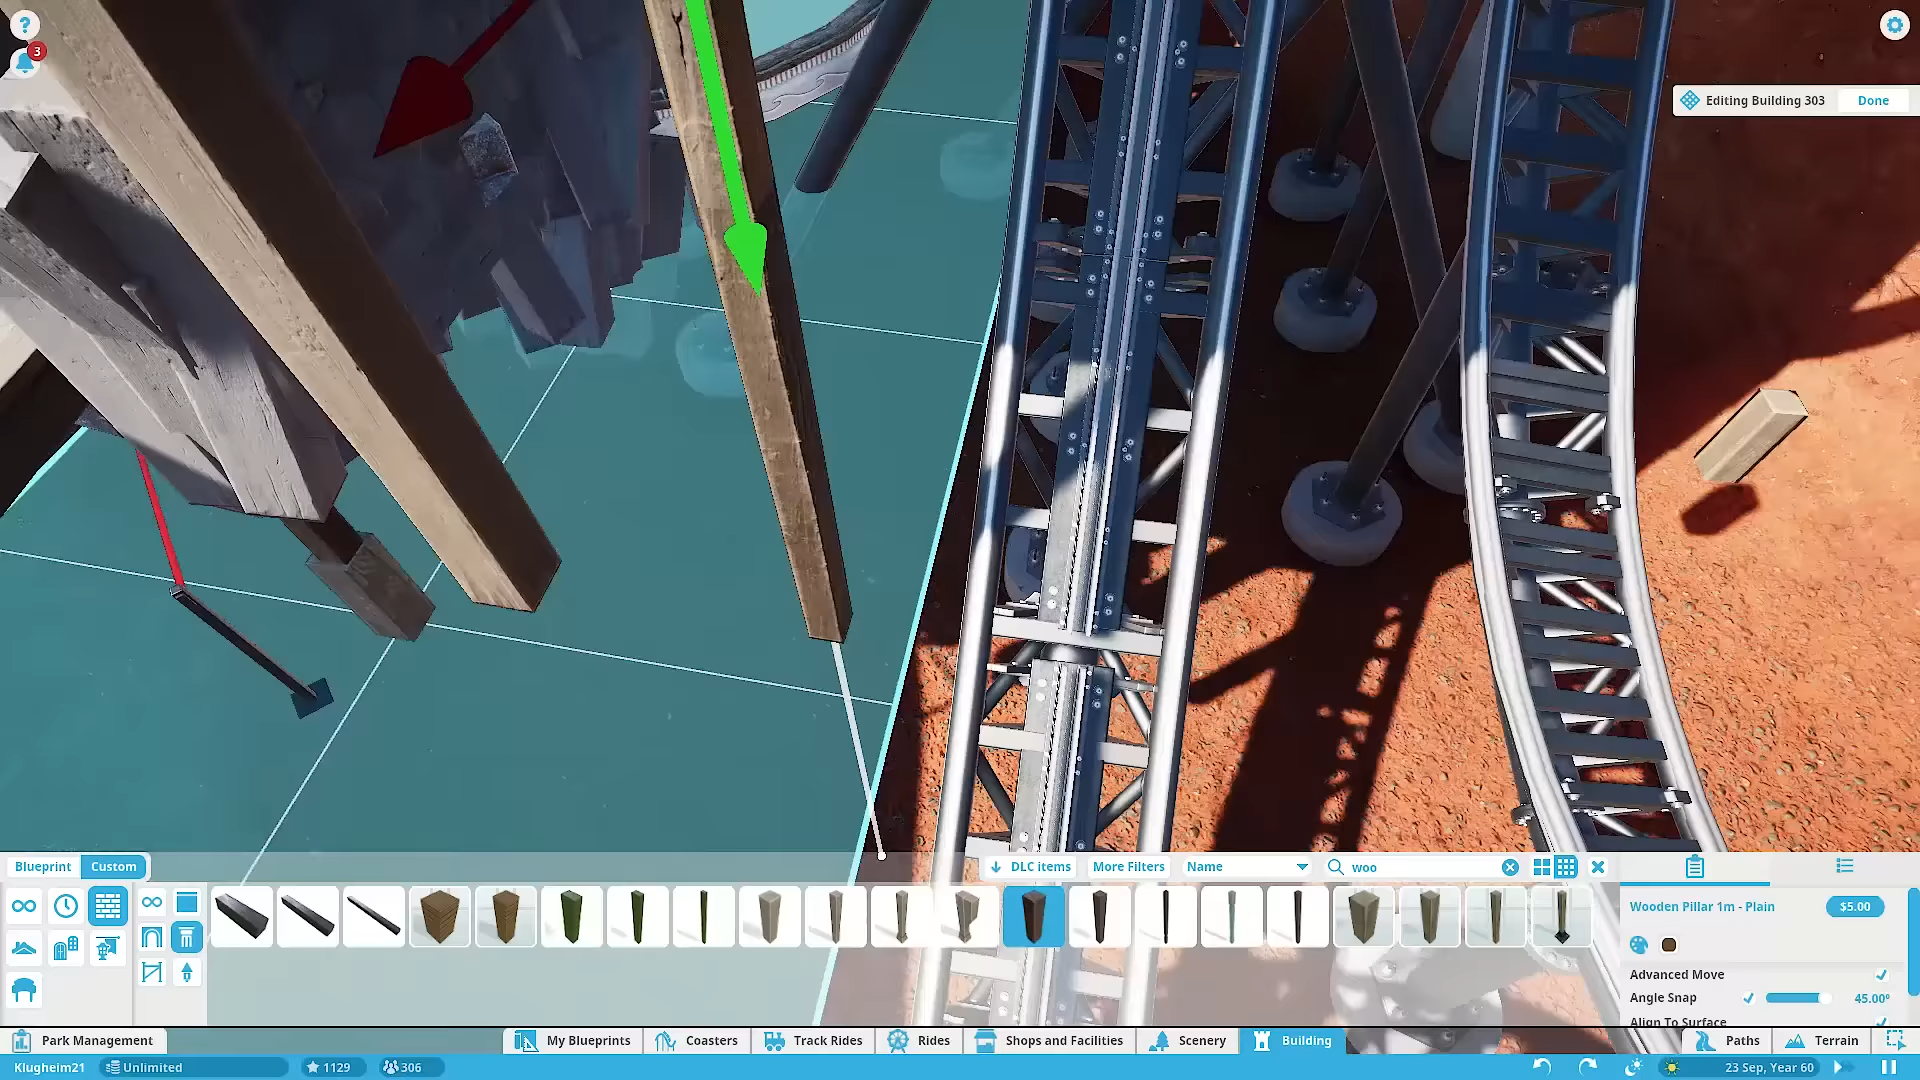 ?
3
Editing Building 303
Done
Blueprint
Custom
DLC items
More Filters
Name
woo
Wooden Pillar 1m - Plain
$5.00
Advanced Move
Angle Snap
45.00º
Align To Surface
Park Management
My Blueprints
Coasters
Track Rides
Rides
Shops and Facilities
Scenery
Building
Paths
Terrain
Klugheim21
Unlimited
1129
306
23 Sep, Year 60